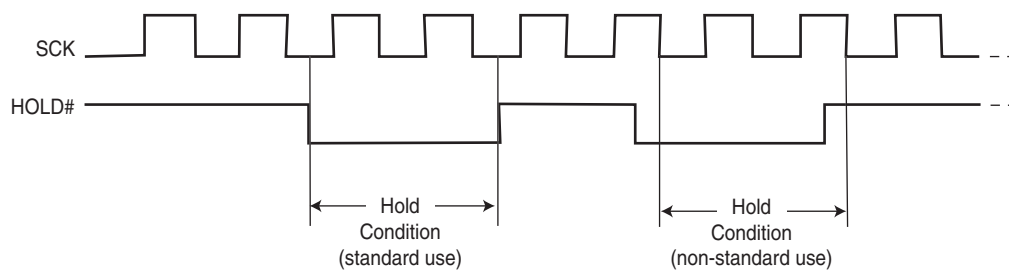 SCK
HOLD#
Hold
Condition
(standard use)
Hold
Condition
(non-standard use)